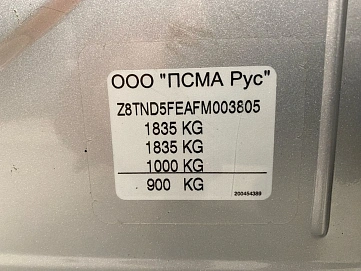 ООО "ПСМА Рус"
Z8TND5FEAFM003805
1835 KG
1835 KG
1000 KG
900 KG
200454389